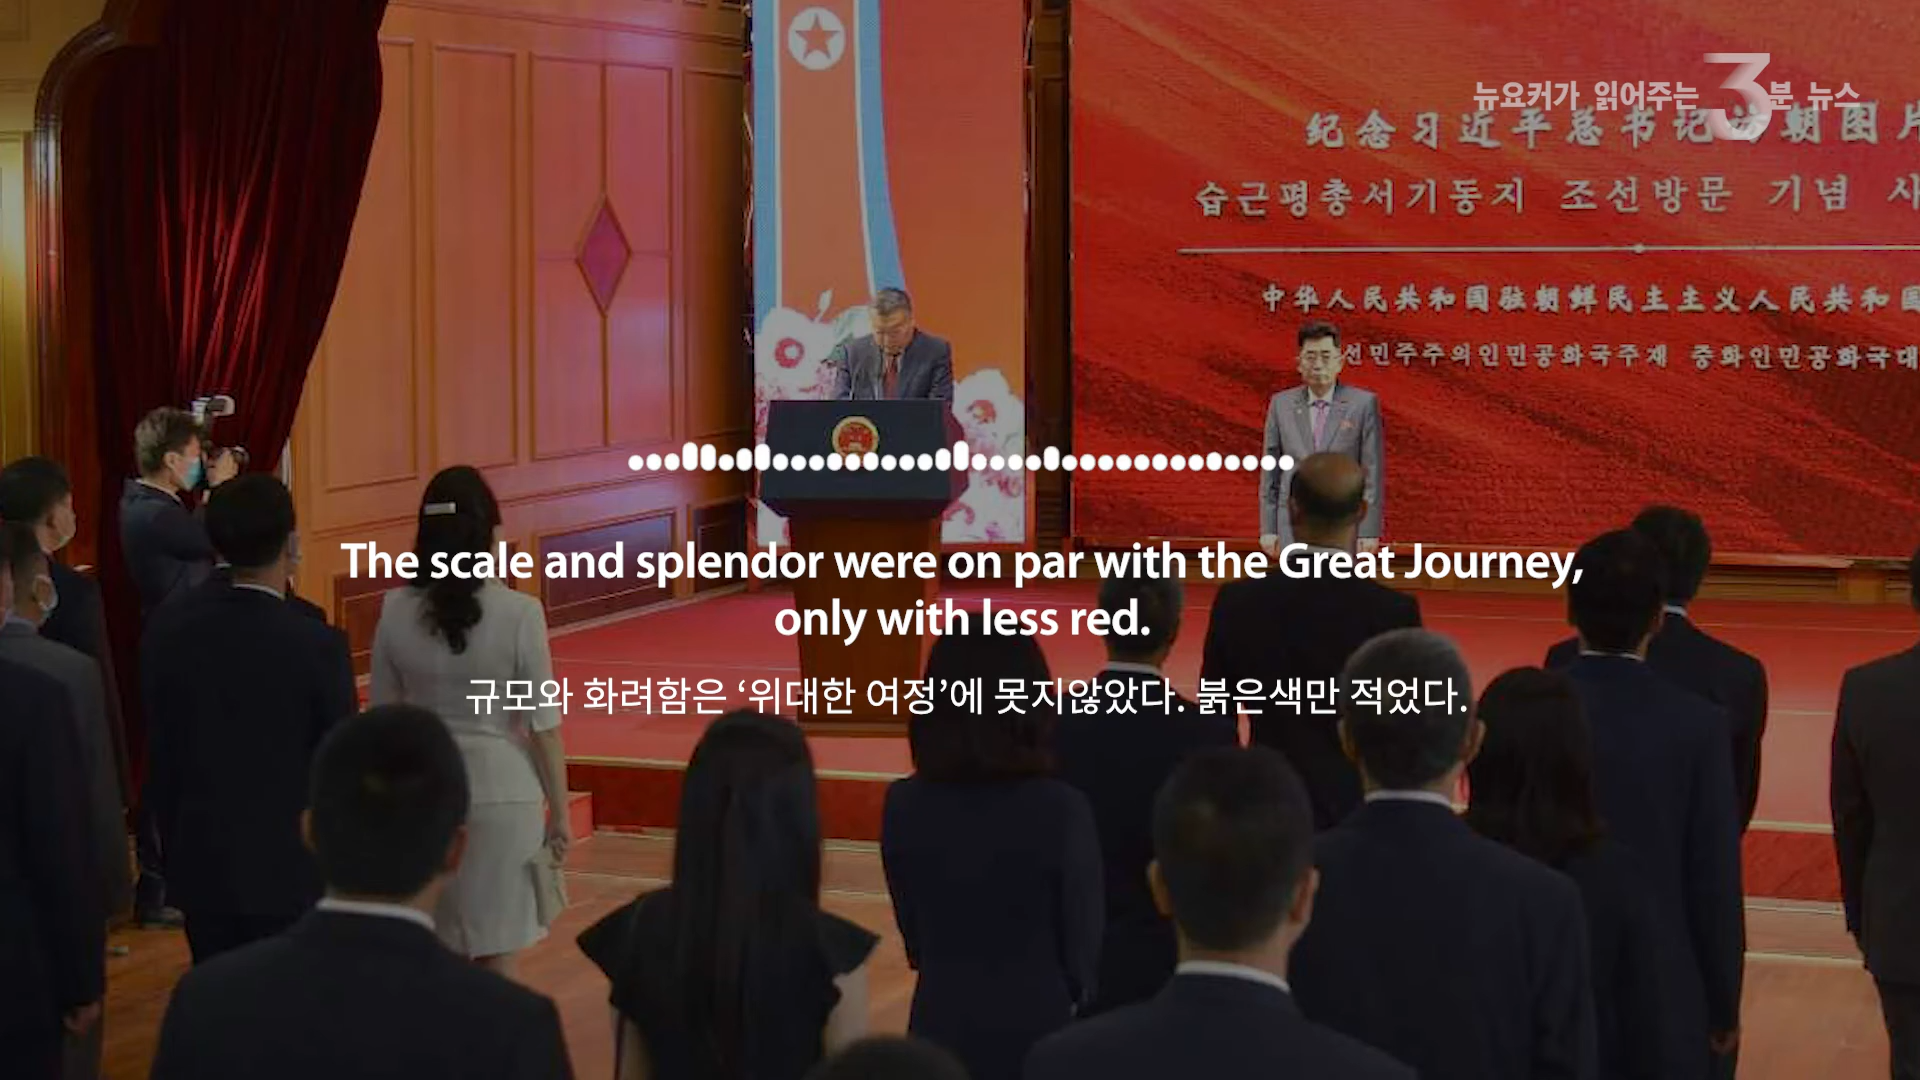 뉴요커가 읽어주는 3분 뉴스
纪念习近平总书记访朝图片
습근평총서기동지 조선방문 기념 사
中华人民共和国驻朝鲜民主主义人民共和国
선민주주의인민공화국주재 중화인민공화국대
The scale and splendor were on par with the Great Journey,
only with less red.
규모와 화려함은 ‘위대한 여정’에 못지않았다. 붉은색만 적었다.